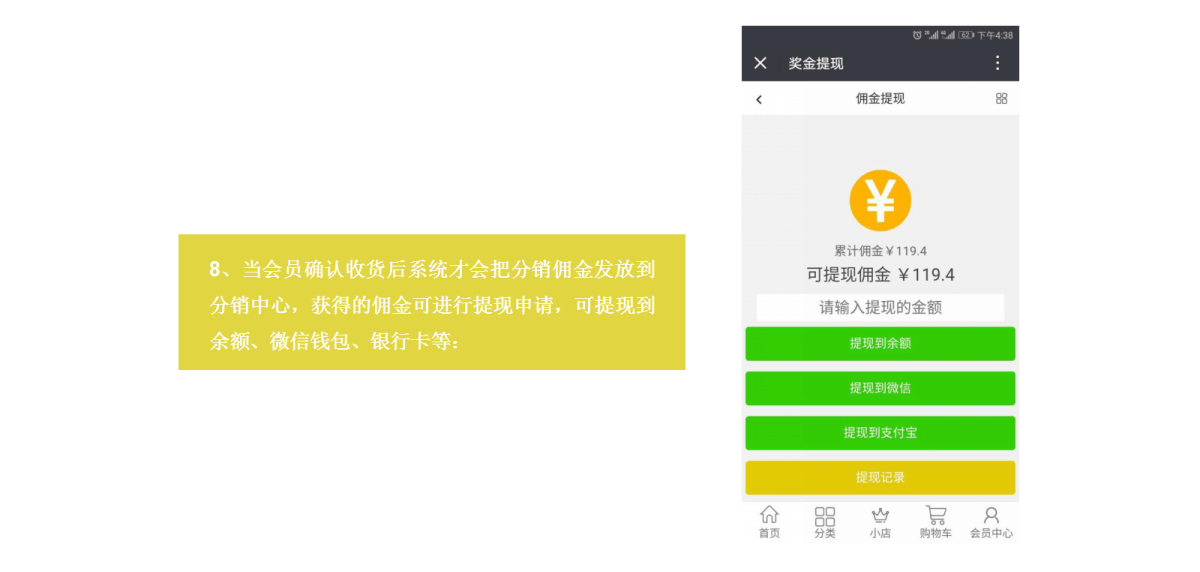 8、当会员确认收货后系统才会把分销佣金发放到
分销中心，获得的佣金可进行提现申请，可提现到
余额、微信钱包、银行卡等：
62 下午4:38
奖金提现
佣金提现
累计佣金￥119.4
可提现佣金 ￥119.4
请输入提现的金额
提现到余额
提现到微信
提现到支付宝
提现记录
首页 分类 小店 购物车 会员中心